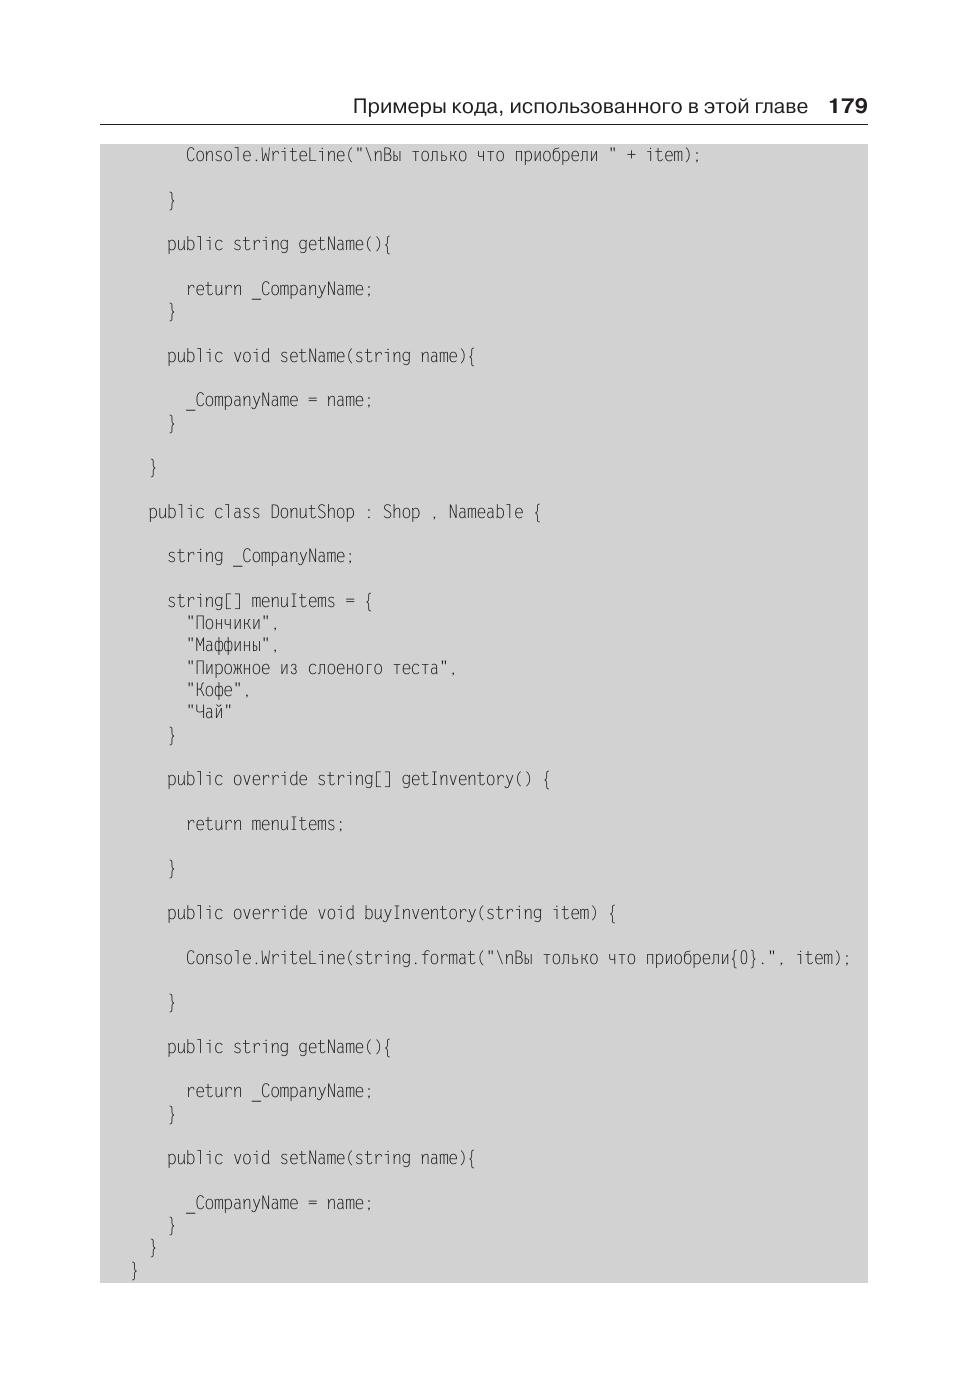 Примеры кода, использованного в этой главе 179
Console.WriteLine("\nВы только что приобрели " + item);
}
public string getName(){
return _CompanyName;
}
public void setName(string name){
_CompanyName = name;
}
}
public class DonutShop : Shop , Nameable {
string _CompanyName;
string[] menuItems = {
"Пончики",
"Маффины",
"Пирожное из слоеного теста",
"Кофе",
"Чай"
}
public override string[] getInventory() {
return menuItems;
}
public override void buyInventory(string item) {
Console.WriteLine(string.format("\nВы только что приобрели{0}.", item);
}
public string getName(){
return _CompanyName;
}
public void setName(string name){
_CompanyName = name;
}
}
}